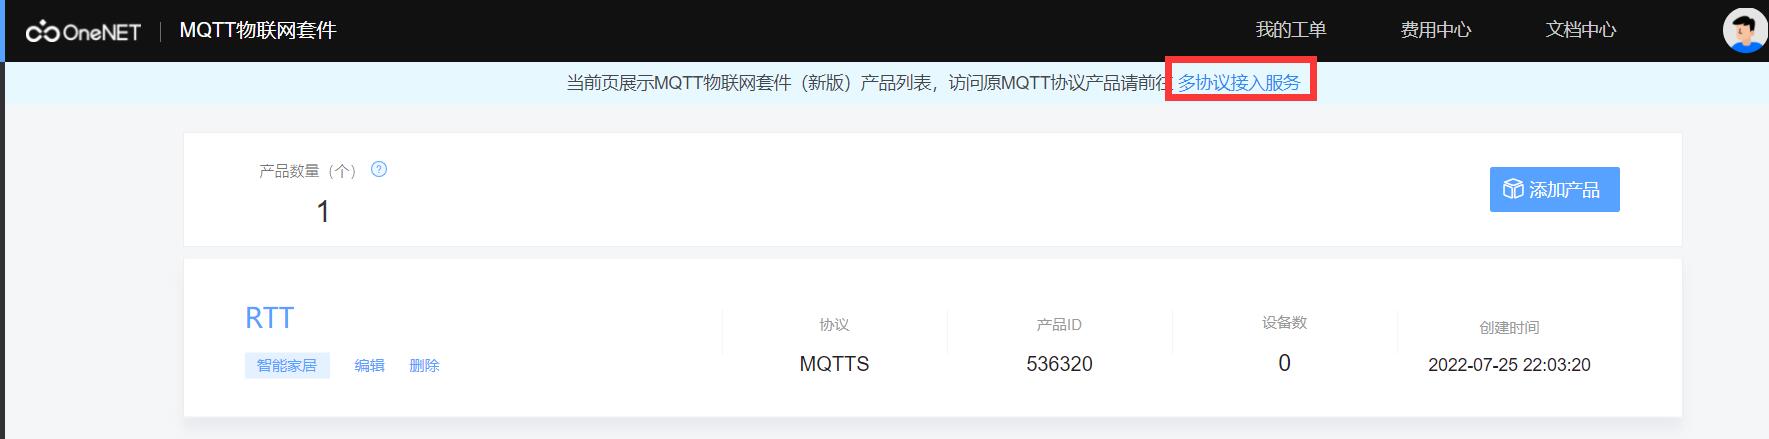 OneNET | MQTT物联网套件 我的工单 费用中心 文档中心
当前页展示MQTT物联网套件（新版）产品列表，访问原MQTT协议产品请前往 多协议接入服务
产品数量（个） ?
1
添加产品
RTT
智能家居 编辑 删除
协议
MQTTS
产品ID
536320
设备数
0
创建时间
2022-07-25 22:03:20